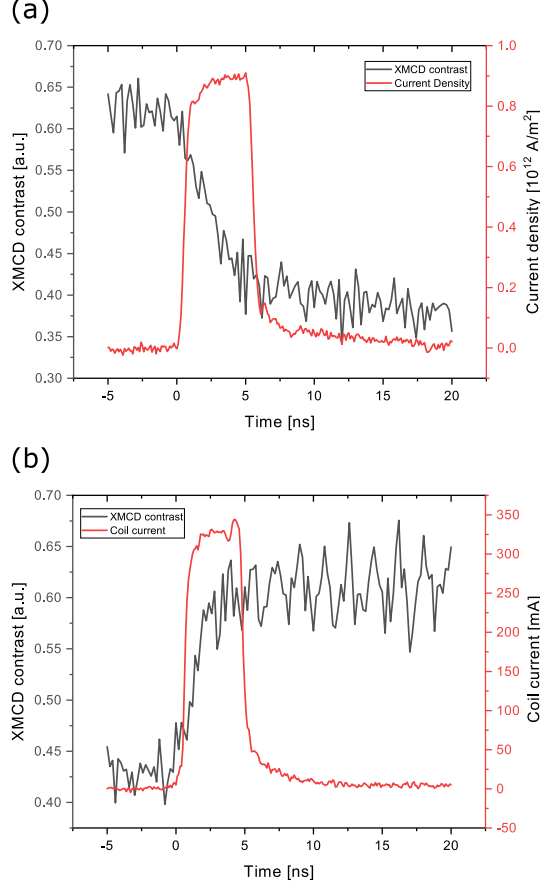 (a)
0.70
0.65
0.60
0.55
0.50
0.45
0.40
0.35
0.30
XMCD contrast [a.u.]
XMCD contrast
Current Density
1.0
0.8
0.6
0.4
0.2
0.0
Current density [10¹² A/m²]
-5 0 5 10 15 20
Time [ns]
(b)
0.70
0.65
0.60
0.55
0.50
0.45
0.40
XMCD contrast [a.u.]
XMCD contrast
Coil current
350
300
250
200
150
100
50
0
-50
Coil current [mA]
-5 0 5 10 15 20
Time [ns]